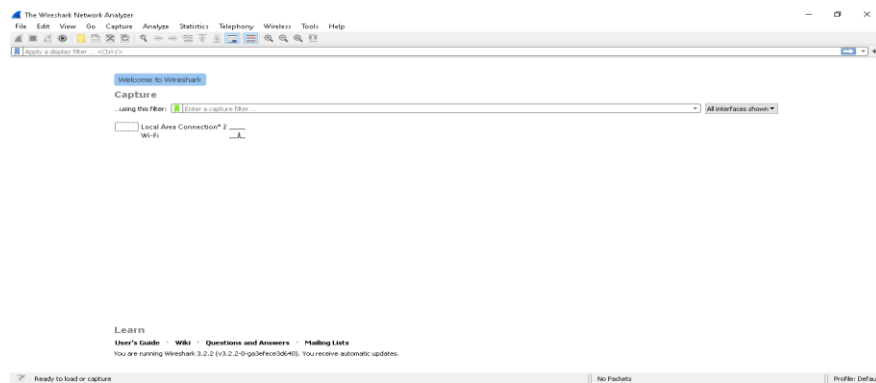 The Wireshark Network Analyzer
File Edit View Go Capture Analyze Statistics Telephony Wireless Tools Help
Apply a display filter ... <Ctrl-/>
Welcome to Wireshark
Capture
...using this filter: Enter a capture filter ... All interfaces shown
Local Area Connection* 2
Wi-Fi
Learn
User's Guide · Wiki · Questions and Answers · Mailing Lists
You are running Wireshark 3.2.2 (v3.2.2-0-ga3efece3d640). You receive automatic updates.
Ready to load or capture No Packets Profile: Defau